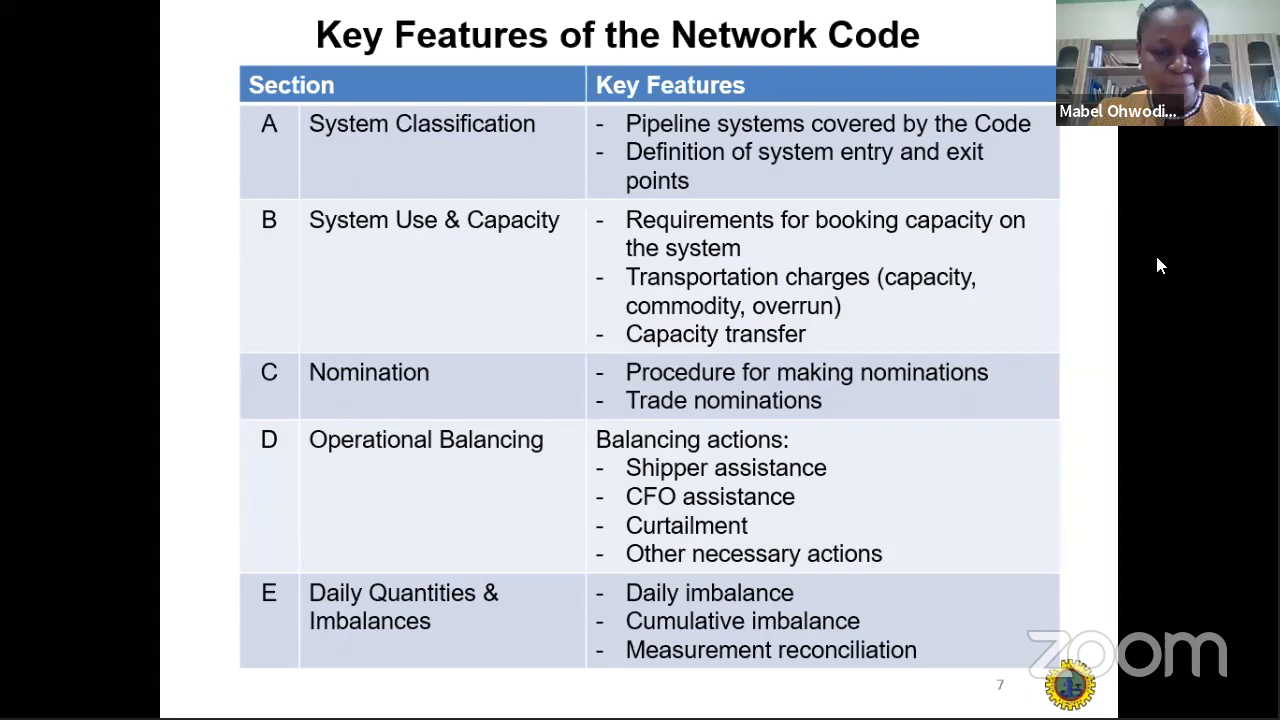 Key Features of the Network Code
Section Key Features
A System Classification - Pipeline systems covered by the Code
- Definition of system entry and exit
points
B System Use & Capacity - Requirements for booking capacity on
the system
- Transportation charges (capacity,
commodity, overrun)
- Capacity transfer
C Nomination - Procedure for making nominations
- Trade nominations
D Operational Balancing Balancing actions:
- Shipper assistance
- CFO assistance
- Curtailment
- Other necessary actions
E Daily Quantities & - Daily imbalance
Imbalances - Cumulative imbalance
- Measurement reconciliation
7
Mabel Ohwodi...
zoom